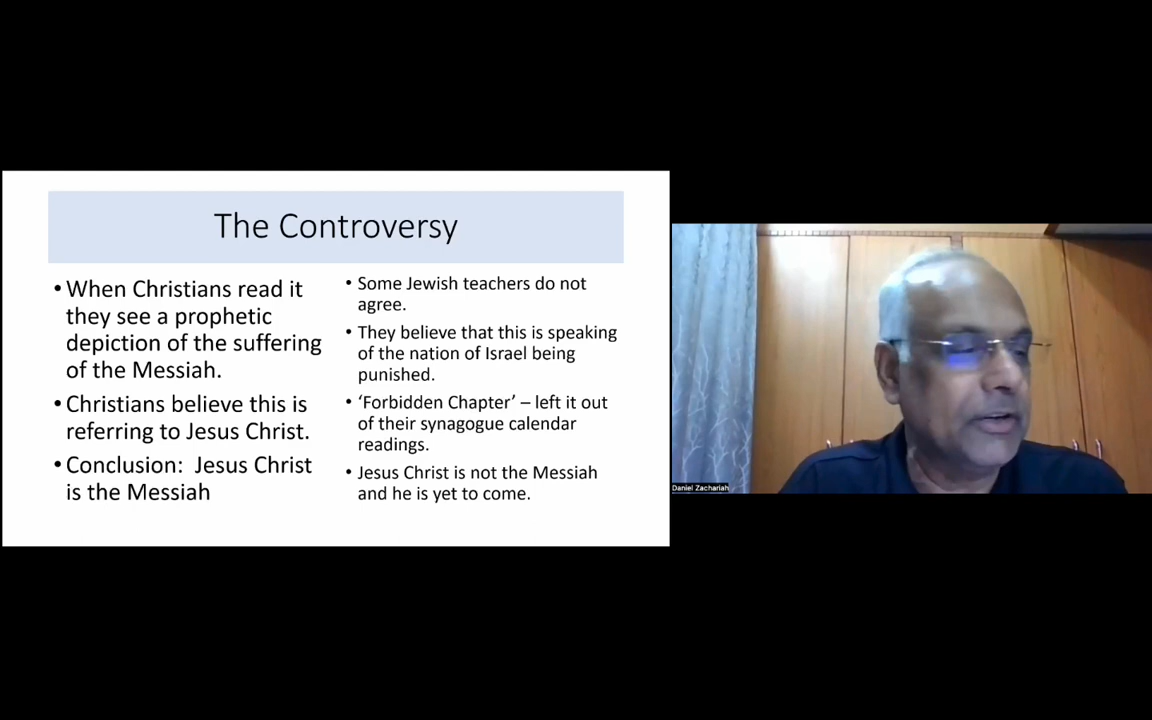 The Controversy
• When Christians read it
they see a prophetic
depiction of the suffering
of the Messiah.
• Christians believe this is
referring to Jesus Christ.
• Conclusion:  Jesus Christ
is the Messiah
• Some Jewish teachers do not
agree.
• They believe that this is speaking
of the nation of Israel being
punished.
• ‘Forbidden Chapter’ – left it out
of their synagogue calendar
readings.
• Jesus Christ is not the Messiah
and he is yet to come.
Daniel Zachariah